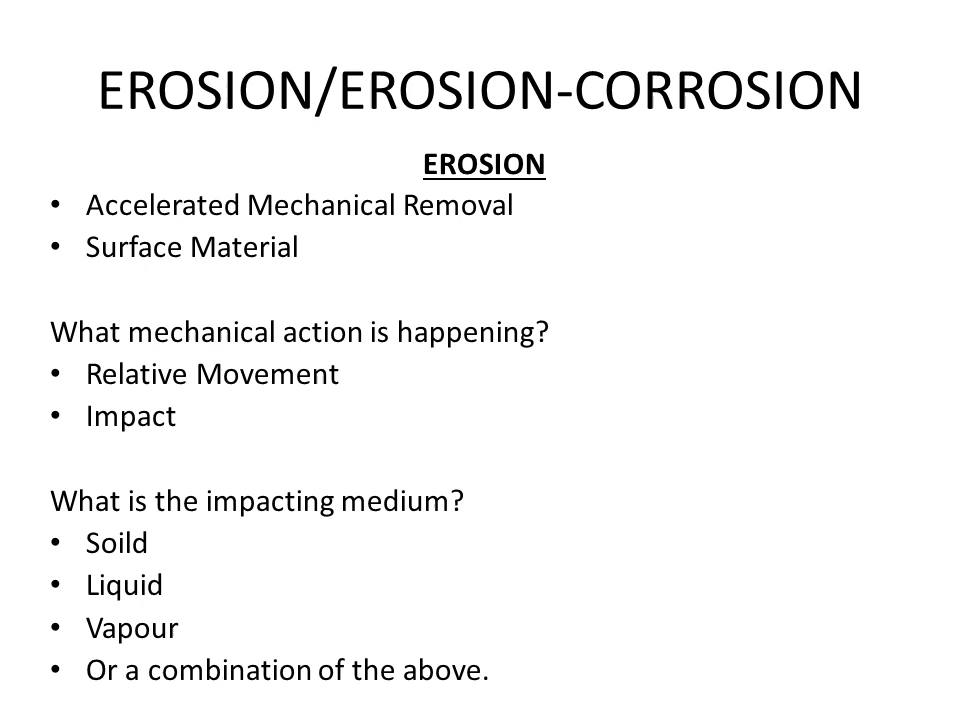 EROSION/EROSION-CORROSION
EROSION
• Accelerated Mechanical Removal
• Surface Material
What mechanical action is happening?
• Relative Movement
• Impact
What is the impacting medium?
• Soild
• Liquid
• Vapour
• Or a combination of the above.